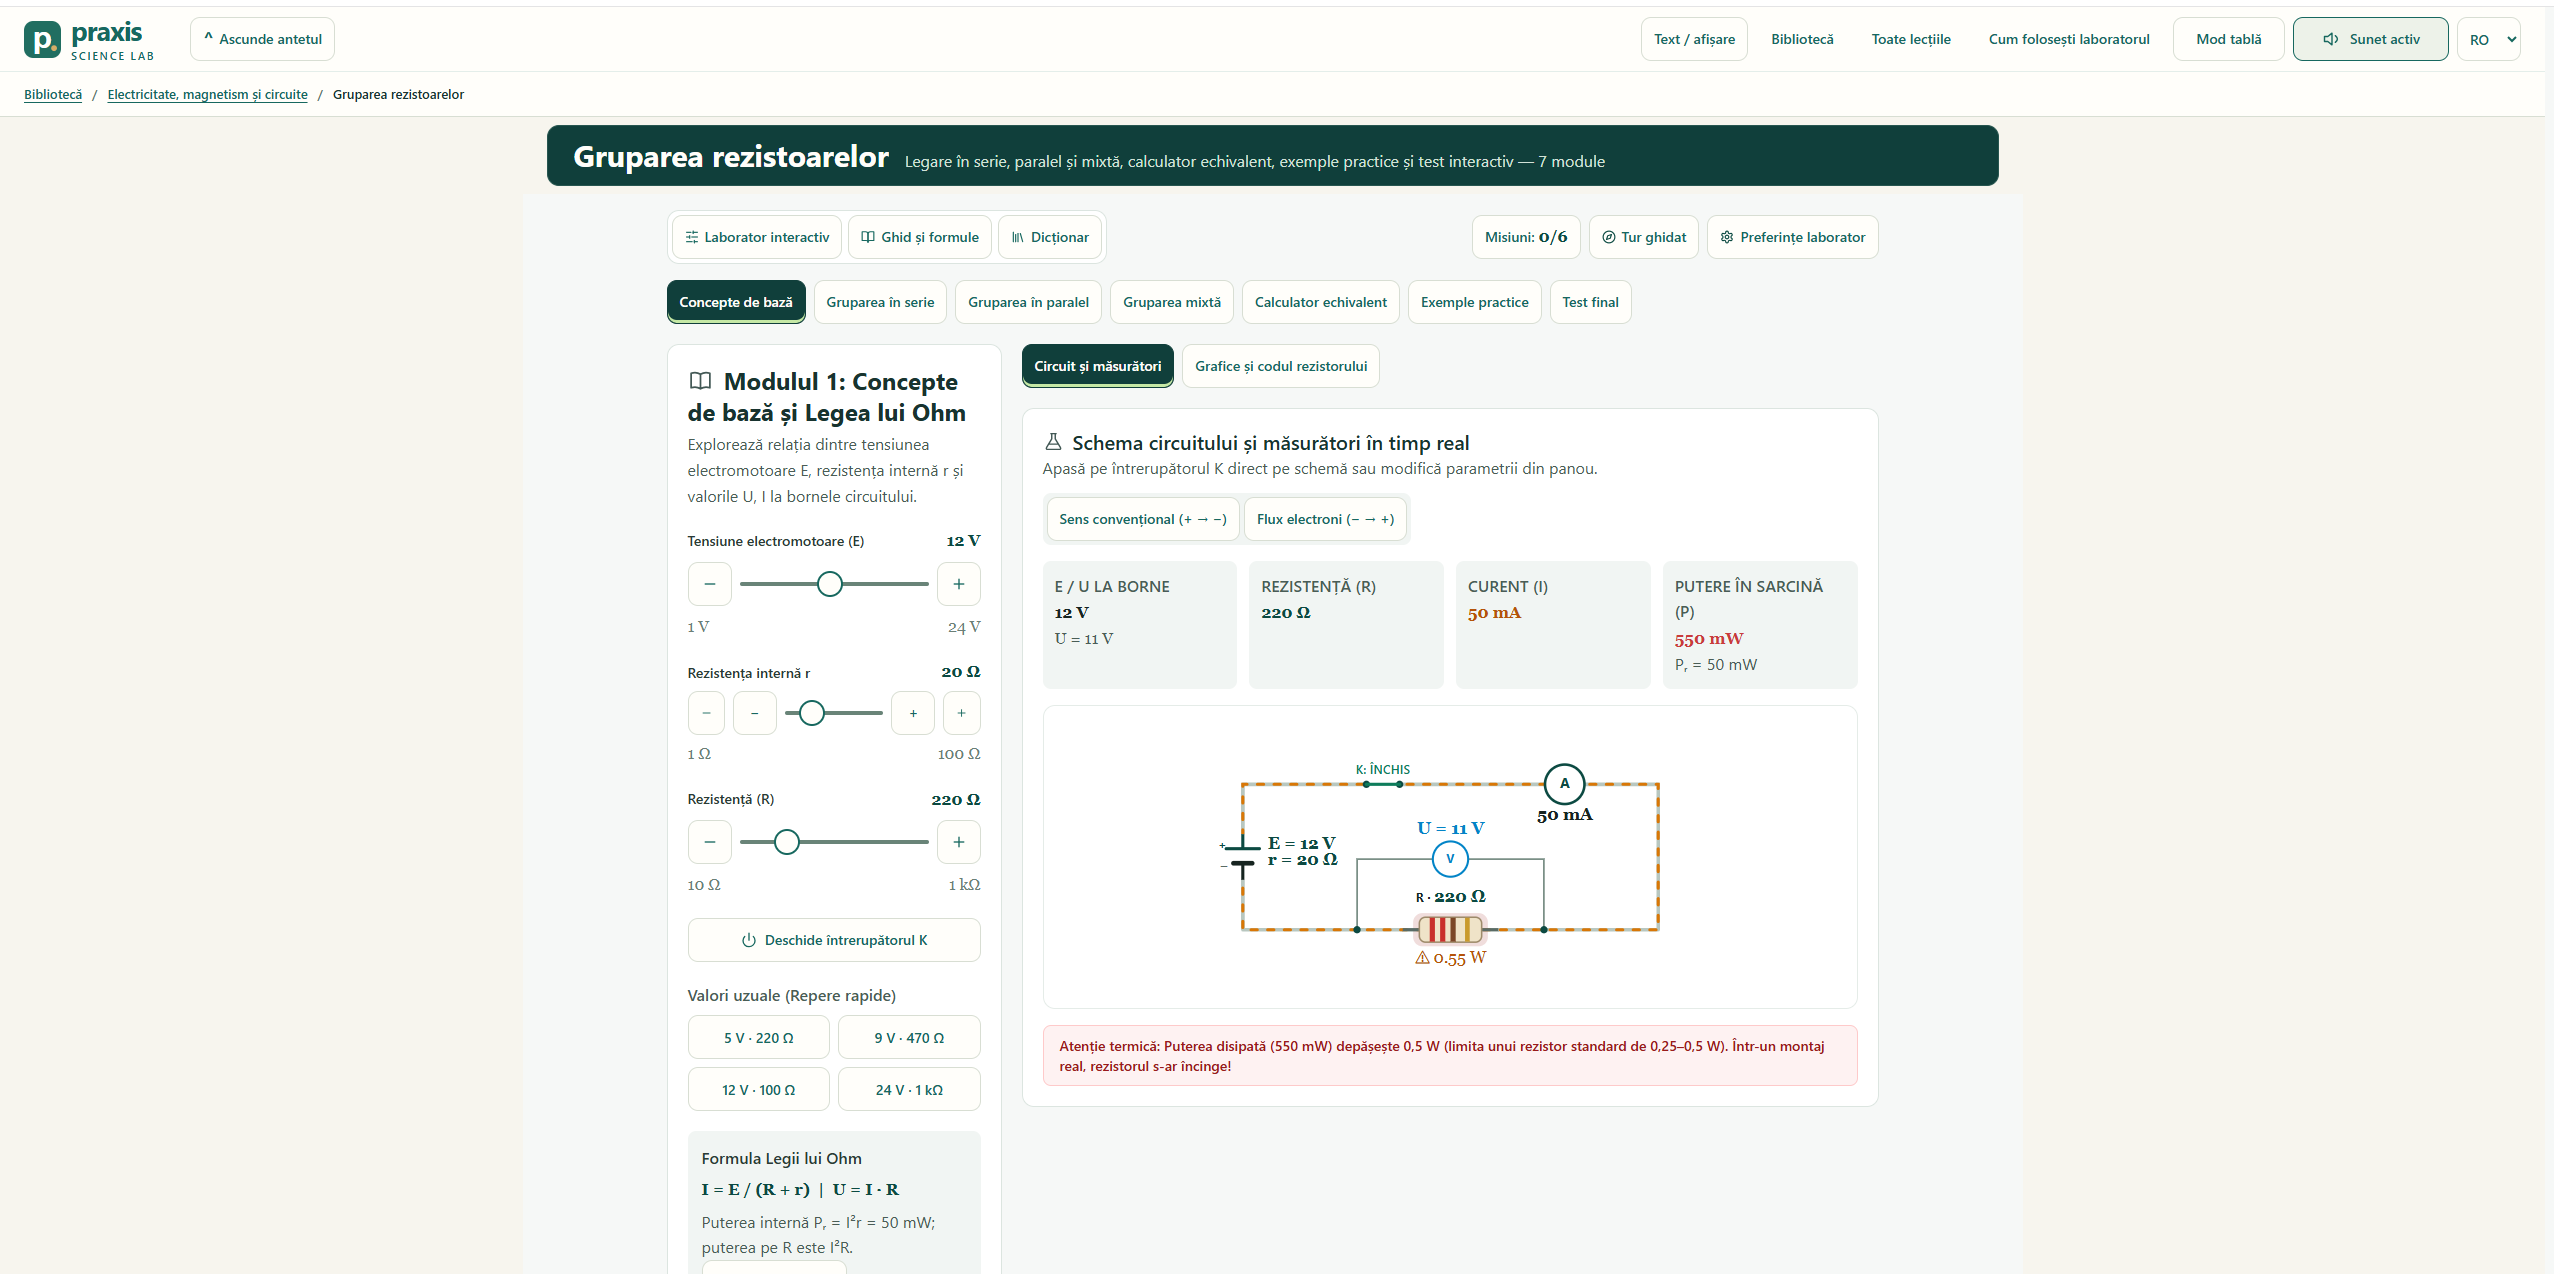 praxis
SCIENCE LAB
^ Ascunde antetul
Text / afișare
Bibliotecă
Toate lecțiile
Cum folosești laboratorul
Mod tablă
Sunet activ
RO
Bibliotecă / Electricitate, magnetism și circuite / Gruparea rezistoarelor
Gruparea rezistoarelor
Legare în serie, paralel și mixtă, calculator echivalent, exemple practice și test interactiv — 7 module
Laborator interactiv
Ghid și formule
Dicționar
Misiuni: 0/6
Tur ghidat
Preferințe laborator
Concepte de bază
Gruparea în serie
Gruparea în paralel
Gruparea mixtă
Calculator echivalent
Exemple practice
Test final
Modulul 1: Concepte
de bază și Legea lui Ohm
Explorează relația dintre tensiunea
electromotoare E, rezistența internă r și
valorile U, I la bornele circuitului.
Tensiune electromotoare (E)
12 V
−
+
1 V
24 V
Rezistența internă r
20 Ω
−
−
+
+
1 Ω
100 Ω
Rezistență (R)
220 Ω
−
+
10 Ω
1 kΩ
Deschide întrerupătorul K
Valori uzuale (Repere rapide)
5 V · 220 Ω
9 V · 470 Ω
12 V · 100 Ω
24 V · 1 kΩ
Formula Legii lui Ohm
I = E / (R + r) | U = I · R
Puterea internă Pᵣ = I²r = 50 mW;
puterea pe R este I²R.
Circuit și măsurători
Grafice și codul rezistorului
Schema circuitului și măsurători în timp real
Apasă pe întrerupătorul K direct pe schemă sau modifică parametrii din panou.
Sens convențional (+ → −)
Flux electroni (− → +)
E / U LA BORNE
12 V
U = 11 V
REZISTENȚĂ (R)
220 Ω
CURENT (I)
50 mA
PUTERE ÎN SARCINĂ
(P)
550 mW
Pᵣ = 50 mW
K: ÎNCHIS
A
50 mA
U = 11 V
V
+
−
E = 12 V
r = 20 Ω
R · 220 Ω
⚠ 0.55 W
Atenție termică: Puterea disipată (550 mW) depășește 0,5 W (limita unui rezistor standard de 0,25–0,5 W). Într-un montaj
real, rezistorul s-ar încinge!